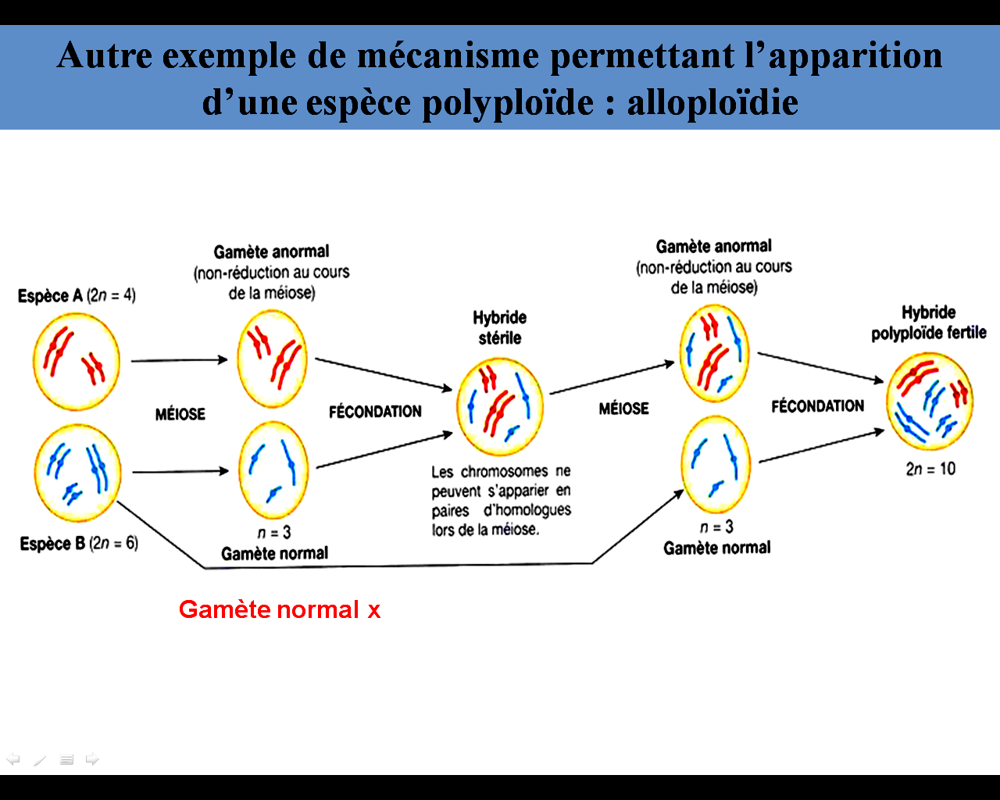 Autre exemple de mécanisme permettant l’apparition
d’une espèce polyploïde : alloploïdie
Gamète anormal
(non-réduction au cours
de la méiose)
Espèce A (2n = 4)
Gamète anormal
(non-réduction au cours
de la méiose)
Hybride
stérile
Hybride
polyploïde fertile
MÉIOSE
FÉCONDATION
MÉIOSE
FÉCONDATION
Les chromosomes ne
peuvent s'apparier en
paires d'homologues
lors de la méiose.
2n = 10
Espèce B (2n = 6)
n = 3
Gamète normal
n = 3
Gamète normal
Gamète normal x